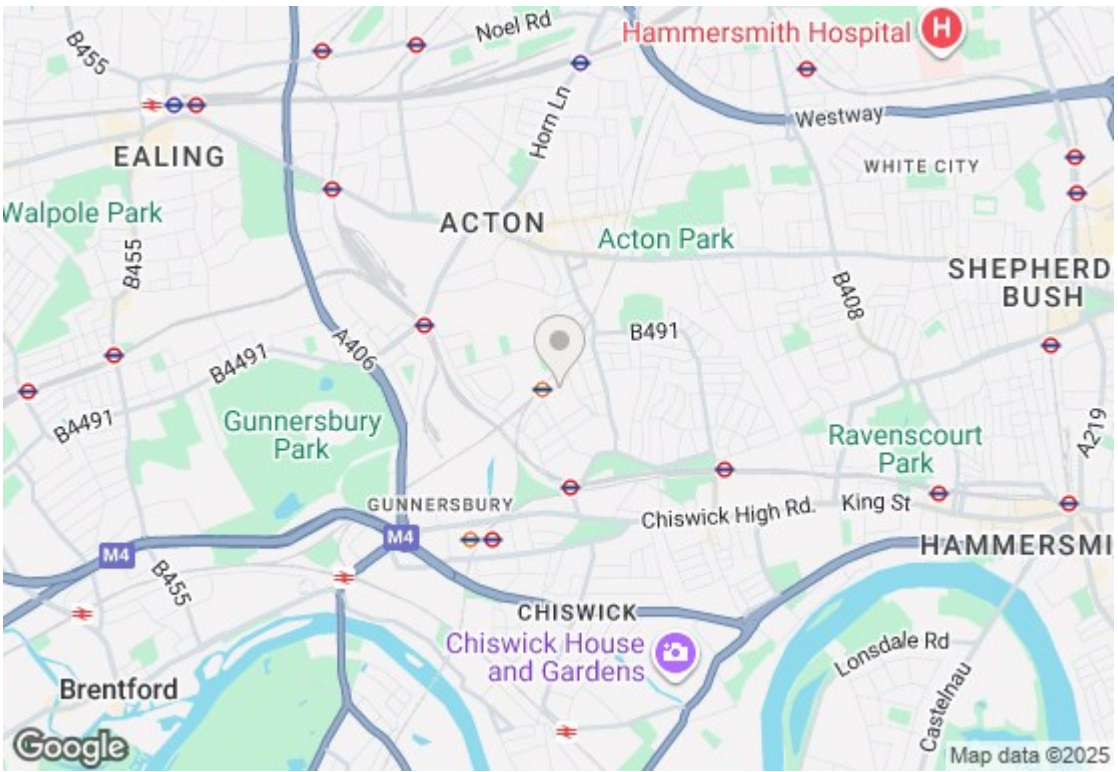 B455
Noel Rd
Hammersmith Hospital
H
Horn Ln
Westway
EALING
WHITE CITY
Walpole Park
ACTON
Acton Park
B455
B408
SHEPHERD
BUSH
B491
A406
B4491
B4491
Gunnersbury
Park
A219
Ravenscourt
Park
GUNNERSBURY
King St
Chiswick High Rd.
M4
M4
HAMMERSMI
B455
CHISWICK
Chiswick House
and Gardens
Lonsdale Rd
Brentford
Castelnau
Google
Map data ©2025